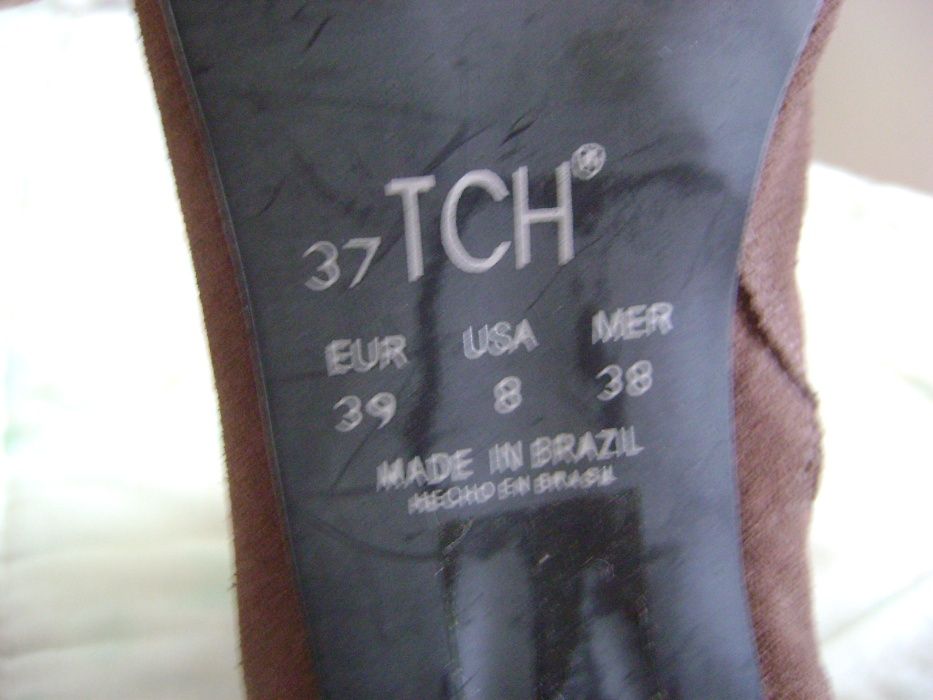 37 TCH®
EUR USA MER
39 8 38
MADE IN BRAZIL
HECHO EN BRASIL